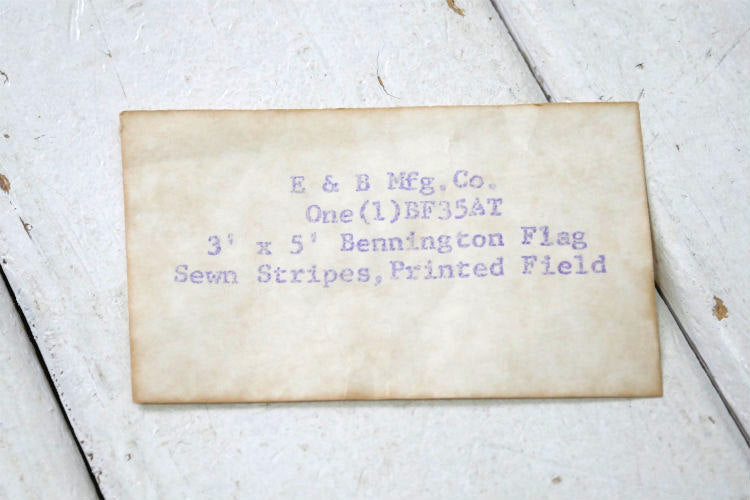 E & B Mfg.Co.
One(1)BF35AT
3' x 5' Bennington Flag
Sewn Stripes,Printed Field